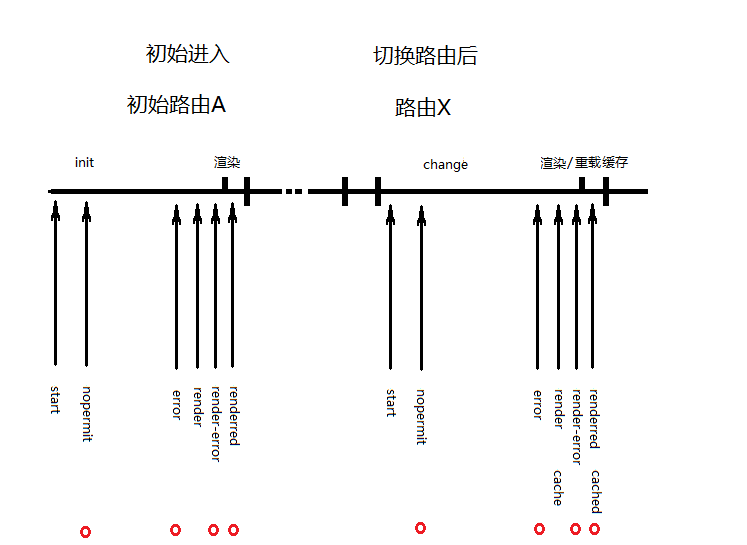 初始进入
切换路由后
初始路由A
路由X
init
渲染
change
渲染/重载缓存
start
nopermit
error
render
render-error
renderred
start
nopermit
error
render cache
render-error
renderred cached